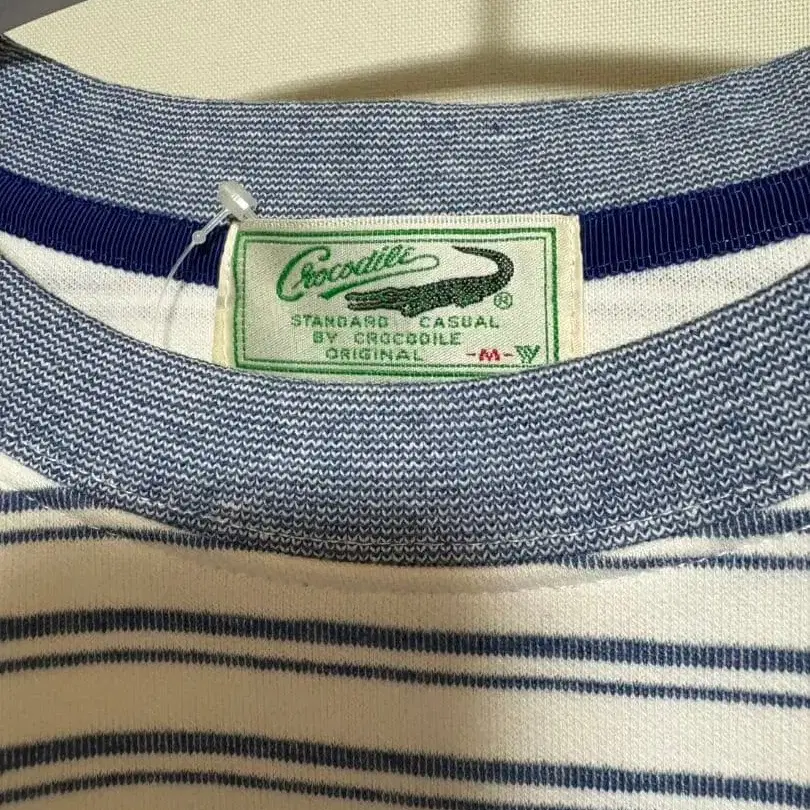 Crocodile ®
STANDARD CASUAL
BY CROCODILE
ORIGINAL -M-